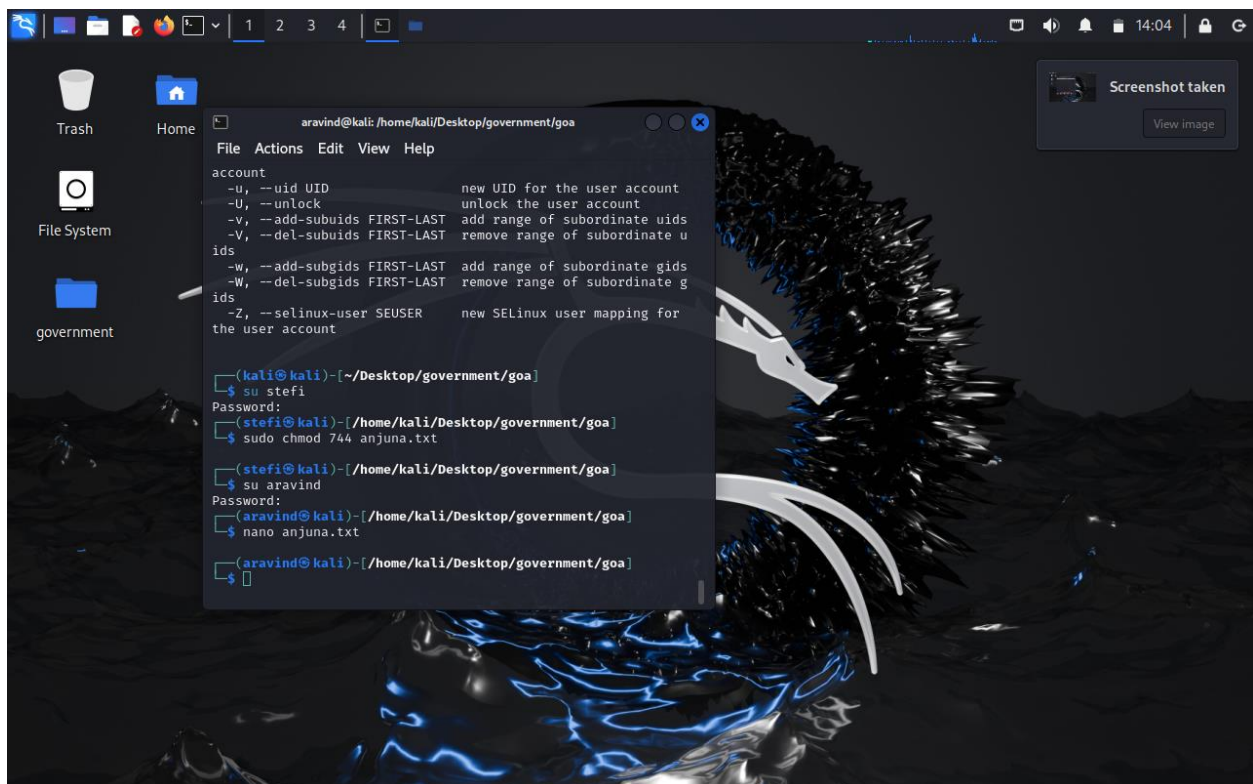 1 2 3 4
14:04
Screenshot taken
View image
Trash
Home
File System
government
aravind@kali: /home/kali/Desktop/government/goa
File Actions Edit View Help
account
-u, --uid UID new UID for the user account
-U, --unlock unlock the user account
-v, --add-subuids FIRST-LAST add range of subordinate uids
-V, --del-subuids FIRST-LAST remove range of subordinate u
ids
-w, --add-subgids FIRST-LAST add range of subordinate gids
-W, --del-subgids FIRST-LAST remove range of subordinate g
ids
-Z, --selinux-user SEUSER new SELinux user mapping for
the user account
┌──(kali㉿kali)-[~/Desktop/government/goa]
└─$ su stefi
Password:
┌──(stefi㉿kali)-[/home/kali/Desktop/government/goa]
└─$ sudo chmod 744 anjuna.txt
┌──(stefi㉿kali)-[/home/kali/Desktop/government/goa]
└─$ su aravind
Password:
┌──(aravind㉿kali)-[/home/kali/Desktop/government/goa]
└─$ nano anjuna.txt
┌──(aravind㉿kali)-[/home/kali/Desktop/government/goa]
└─$